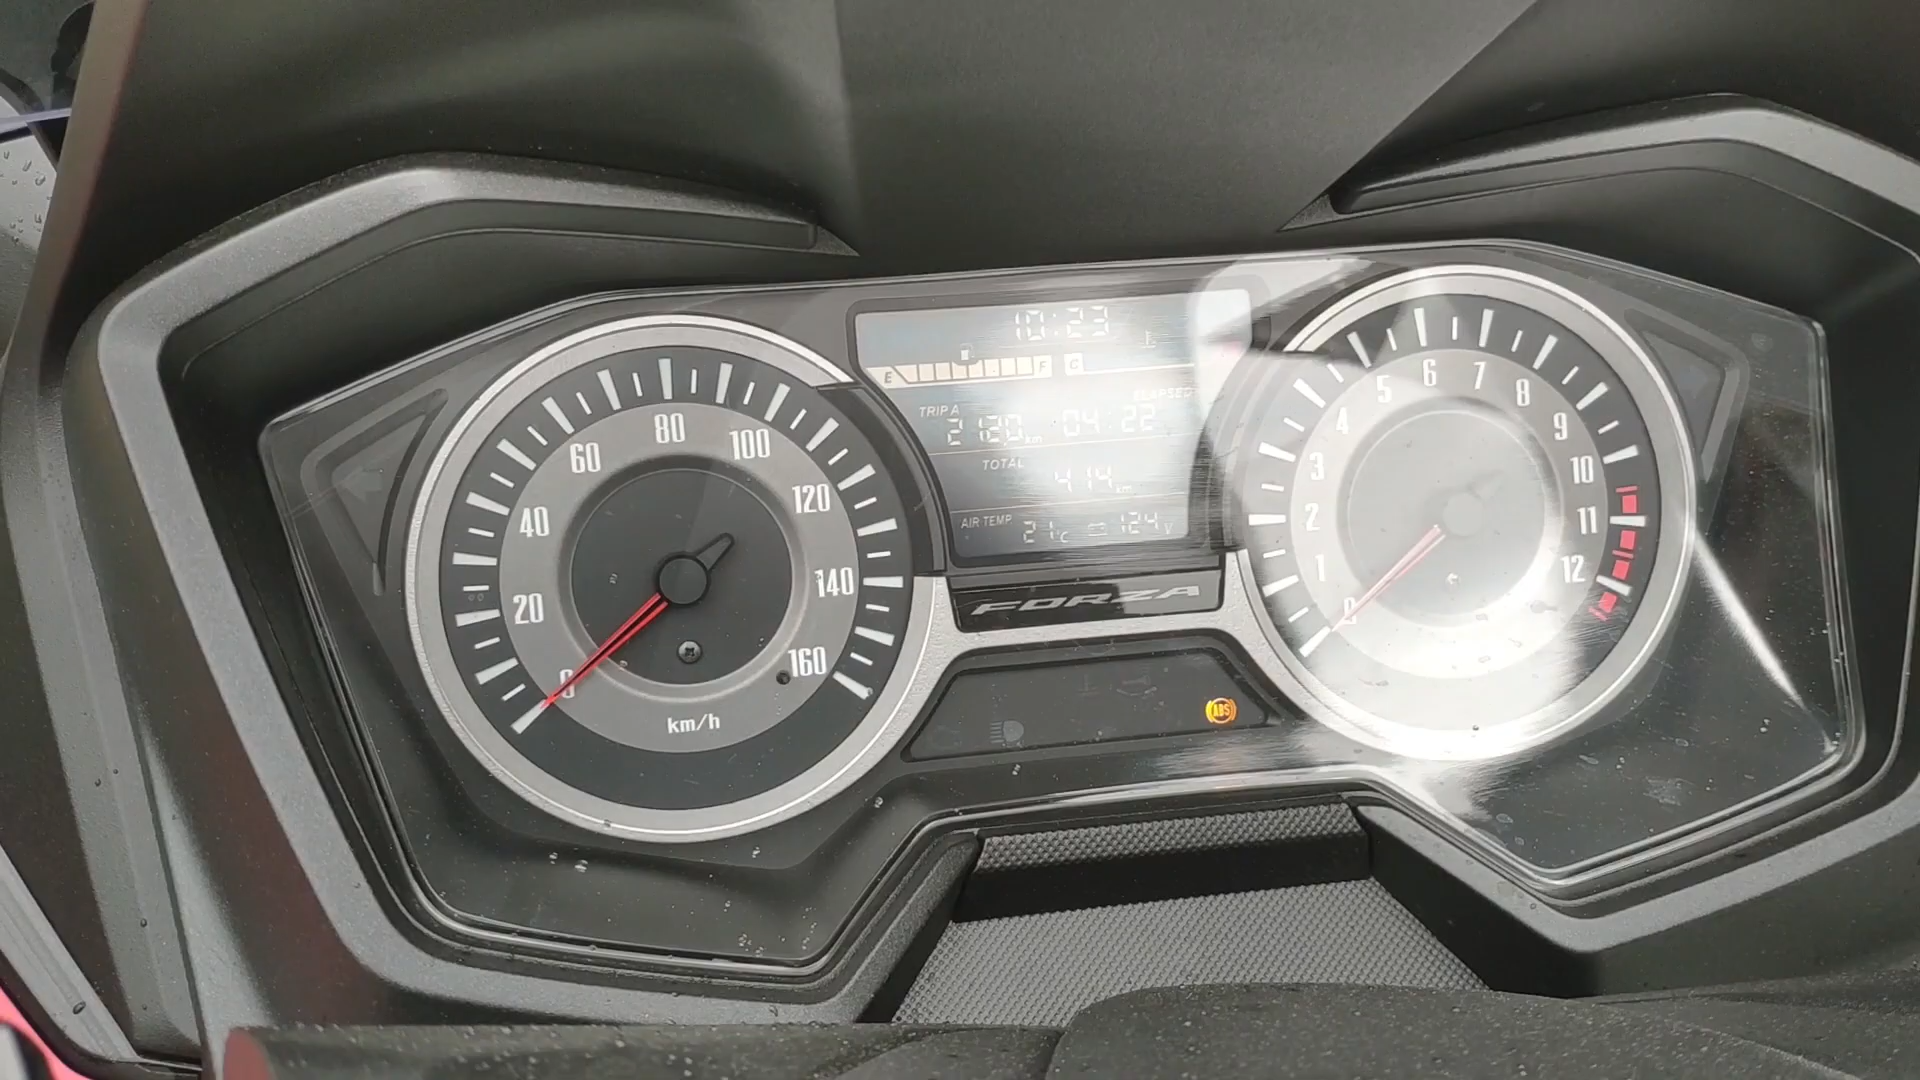 10:23
E F C
TRIP A ELAPSED
km 04:22
TOTAL
414 km
AIR TEMP 21°C 12.4 V
FORZA
ABS
0 20 40 60 80 100 120 140 160
km/h
0 1 2 3 4 5 6 7 8 9 10 11 12